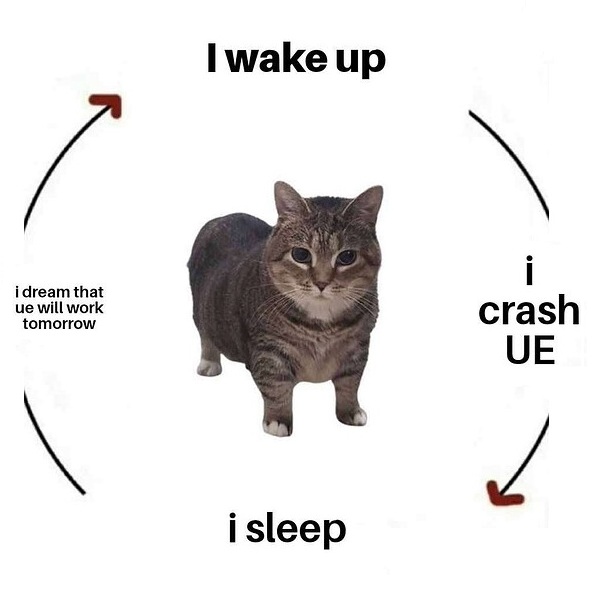 I wake up
i
crash
UE
i sleep
i dream that
ue will work
tomorrow